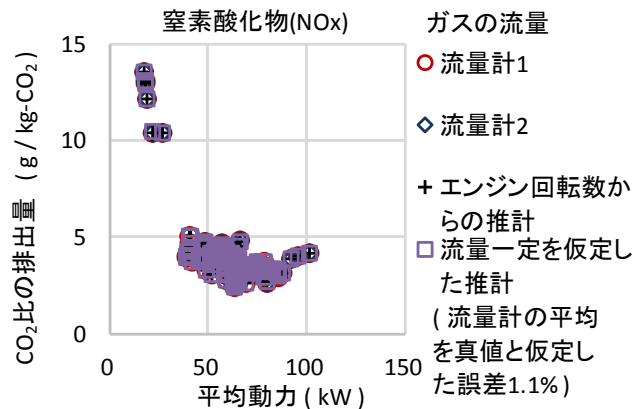 窒素酸化物(NOx)
CO₂比の排出量 ( g / kg-CO₂ )
15
10
5
0
0 50 100 150
平均動力 ( kW )
ガスの流量
流量計1
流量計2
エンジン回転数か
らの推計
流量一定を仮定し
た推計
( 流量計の平均
を真値と仮定し
た誤差1.1% )